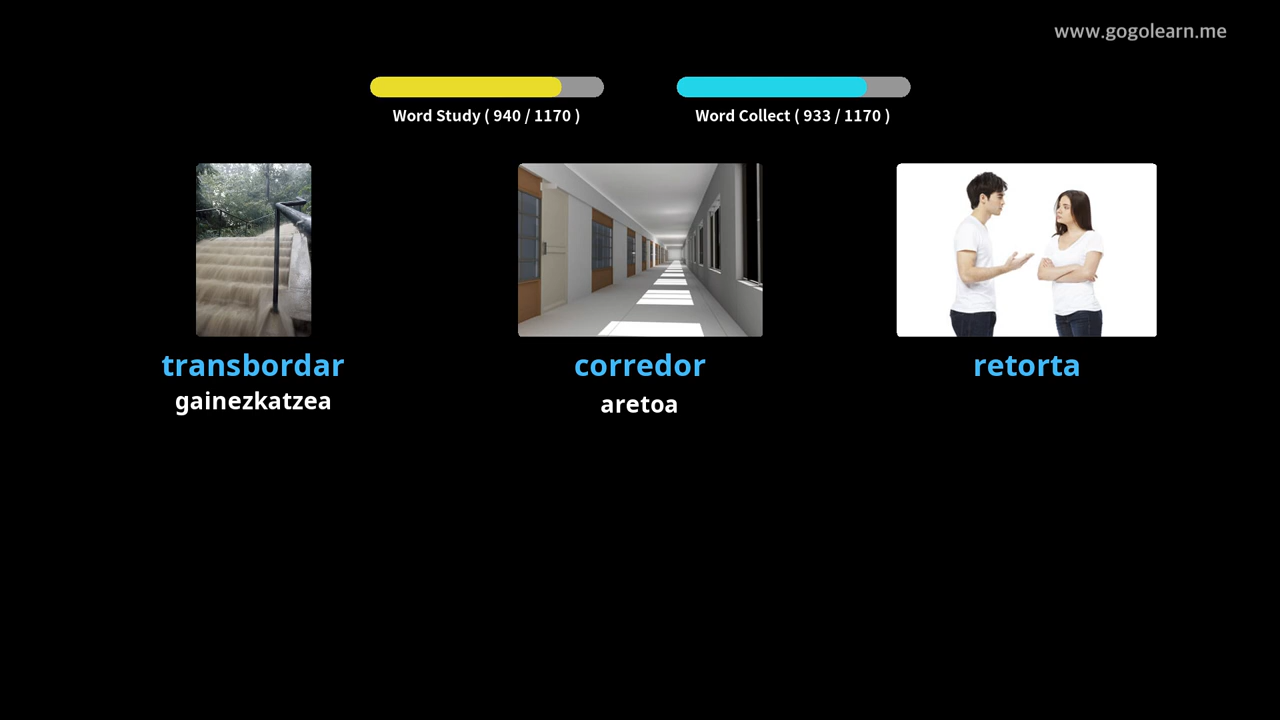 www.gogolearn.me
Word Study ( 940 / 1170 )
Word Collect ( 933 / 1170 )
transbordar
gainezkatzea
corredor
aretoa
retorta